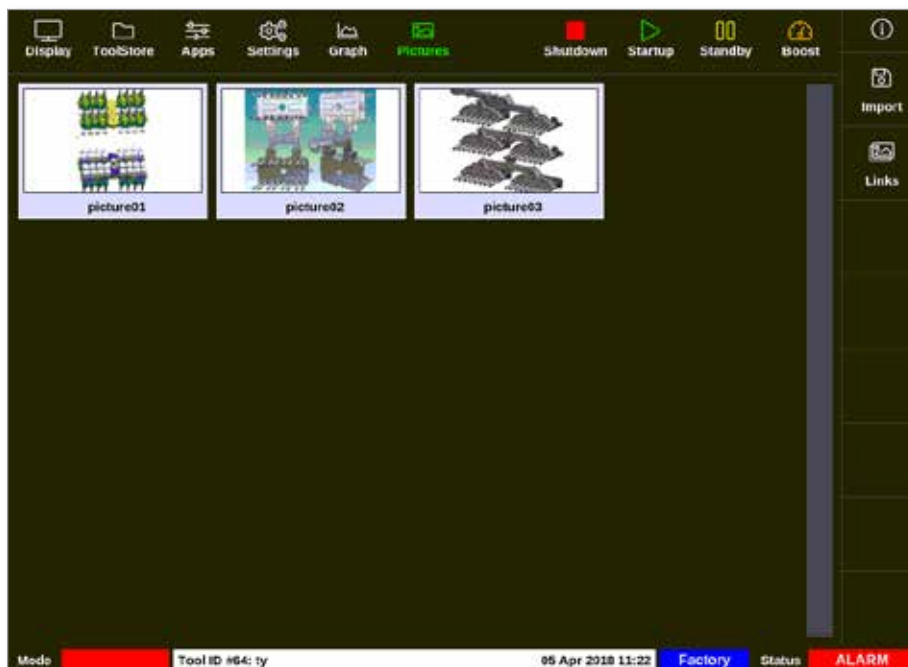 Display ToolStore Apps Settings Graph Pictures Shutdown Startup Standby Boost
Import
Links
picture01 picture02 picture03
Mode Tool ID #64: ty 05 Apr 2018 11:22 Factory Status ALARM